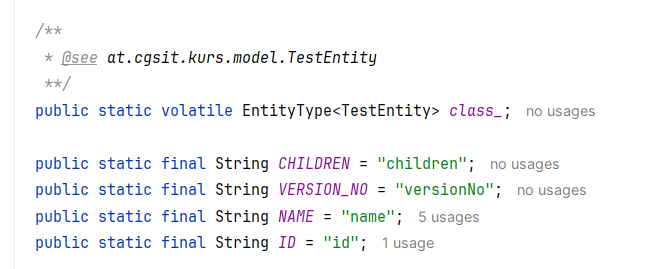 /**
 * @see at.cgsit.kurs.model.TestEntity
 **/
public static volatile EntityType<TestEntity> class_; no usages
public static final String CHILDREN = "children"; no usages
public static final String VERSION_NO = "versionNo"; no usages
public static final String NAME = "name"; 5 usages
public static final String ID = "id"; 1 usage